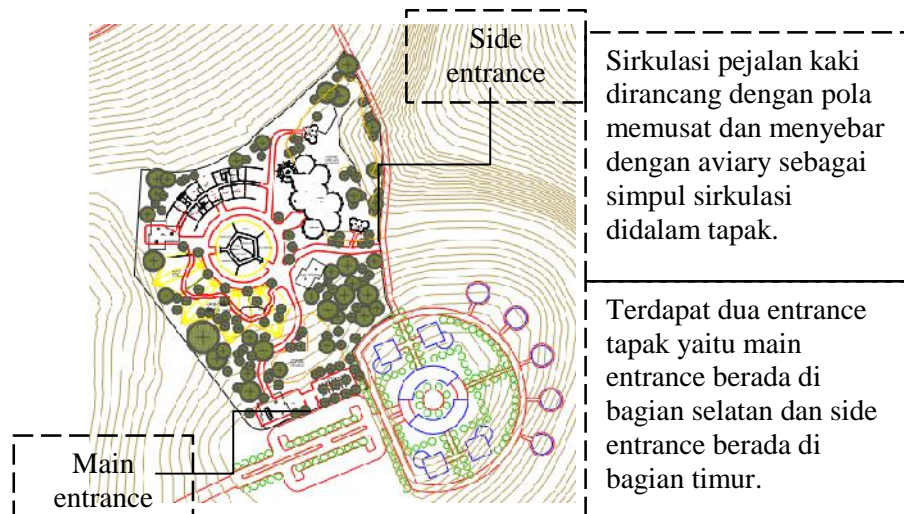 Side
entrance
Sirkulasi pejalan kaki
dirancang dengan pola
memusat dan menyebar
dengan aviary sebagai
simpul sirkulasi
didalam tapak.
Terdapat dua entrance
tapak yaitu main
entrance berada di
bagian selatan dan side
entrance berada di
bagian timur.
Main
entrance